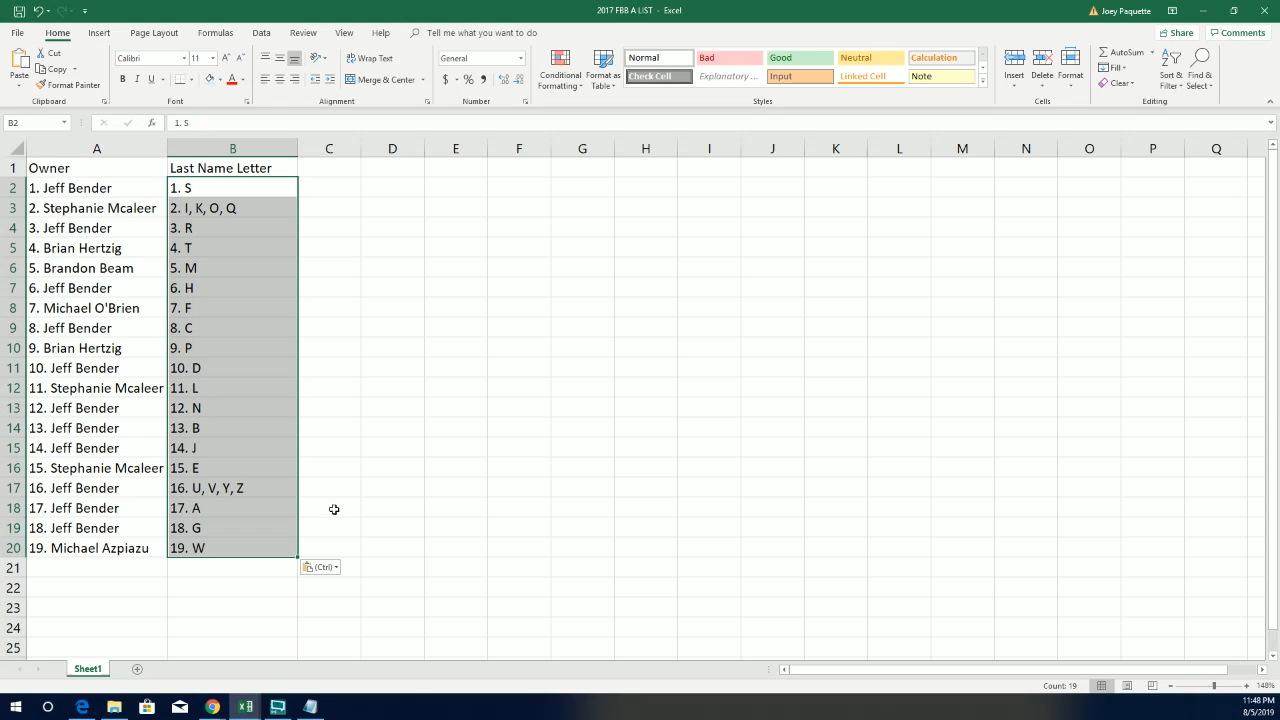 2017 FBB A LIST - Excel
Joey Paquette
File Home Insert Page Layout Formulas Data Review View Help Tell me what you want to do
Share Comments
Paste
Cut
Copy
Format Painter
Clipboard
Calibri 11
B I U A
Font
Wrap Text
Merge & Center
Alignment
General
$ % ,
Number
Conditional Formatting
Format as Table
Normal Bad Good Neutral Calculation
Check Cell Explanatory ... Input Linked Cell Note
Styles
Insert Delete Format
Cells
AutoSum
Fill
Clear
Sort & Filter
Find & Select
Editing
B2 fx 1. S
A B C D E F G H I J K L M N O P Q
1 Owner Last Name Letter
2 1. Jeff Bender 1. S
3 2. Stephanie Mcaleer 2. I, K, O, Q
4 3. Jeff Bender 3. R
5 4. Brian Hertzig 4. T
6 5. Brandon Beam 5. M
7 6. Jeff Bender 6. H
8 7. Michael O'Brien 7. F
9 8. Jeff Bender 8. C
10 9. Brian Hertzig 9. P
11 10. Jeff Bender 10. D
12 11. Stephanie Mcaleer 11. L
13 12. Jeff Bender 12. N
14 13. Jeff Bender 13. B
15 14. Jeff Bender 14. J
16 15. Stephanie Mcaleer 15. E
17 16. Jeff Bender 16. U, V, Y, Z
18 17. Jeff Bender 17. A
19 18. Jeff Bender 18. G
20 19. Michael Azpiazu 19. W
21 (Ctrl)
22
23
24
25
Sheet1
Count: 19 148%
11:48 PM
8/5/2019